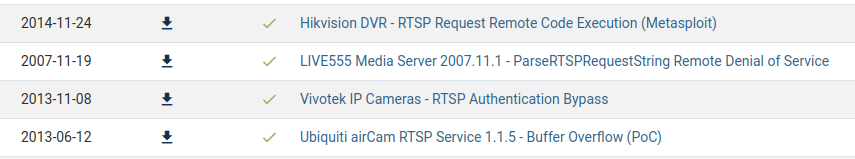 2014-11-24 Hikvision DVR - RTSP Request Remote Code Execution (Metasploit)
2007-11-19 LIVE555 Media Server 2007.11.1 - ParseRTSPRequestString Remote Denial of Service
2013-11-08 Vivotek IP Cameras - RTSP Authentication Bypass
2013-06-12 Ubiquiti airCam RTSP Service 1.1.5 - Buffer Overflow (PoC)